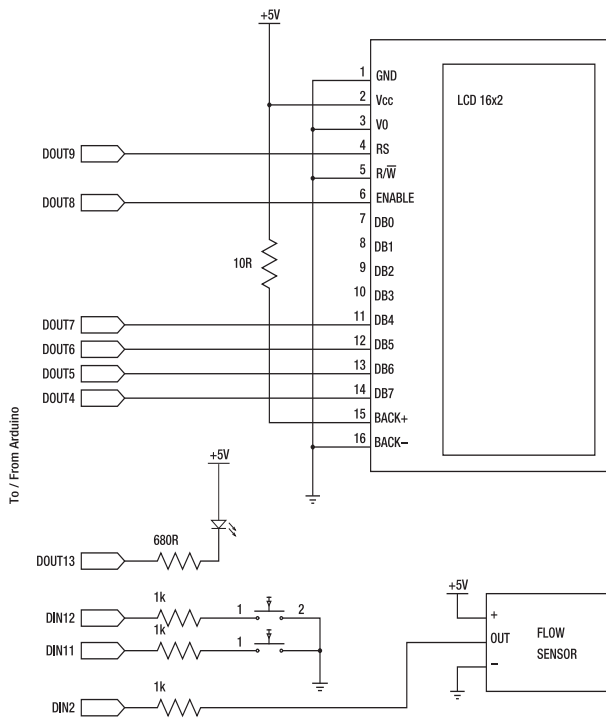 +5V
1 GND
2 Vcc
3 V0
4 RS
5 R/W̅
6 ENABLE
7 DB0
8 DB1
9 DB2
10 DB3
11 DB4
12 DB5
13 DB6
14 DB7
15 BACK+
16 BACK–
LCD 16x2
DOUT9
DOUT8
10R
DOUT7
DOUT6
DOUT5
DOUT4
To / From Arduino
+5V
680R
DOUT13
1k
DIN12
1 2
1k
DIN11
1
1k
DIN2
+5V
+
OUT
–
FLOW
SENSOR